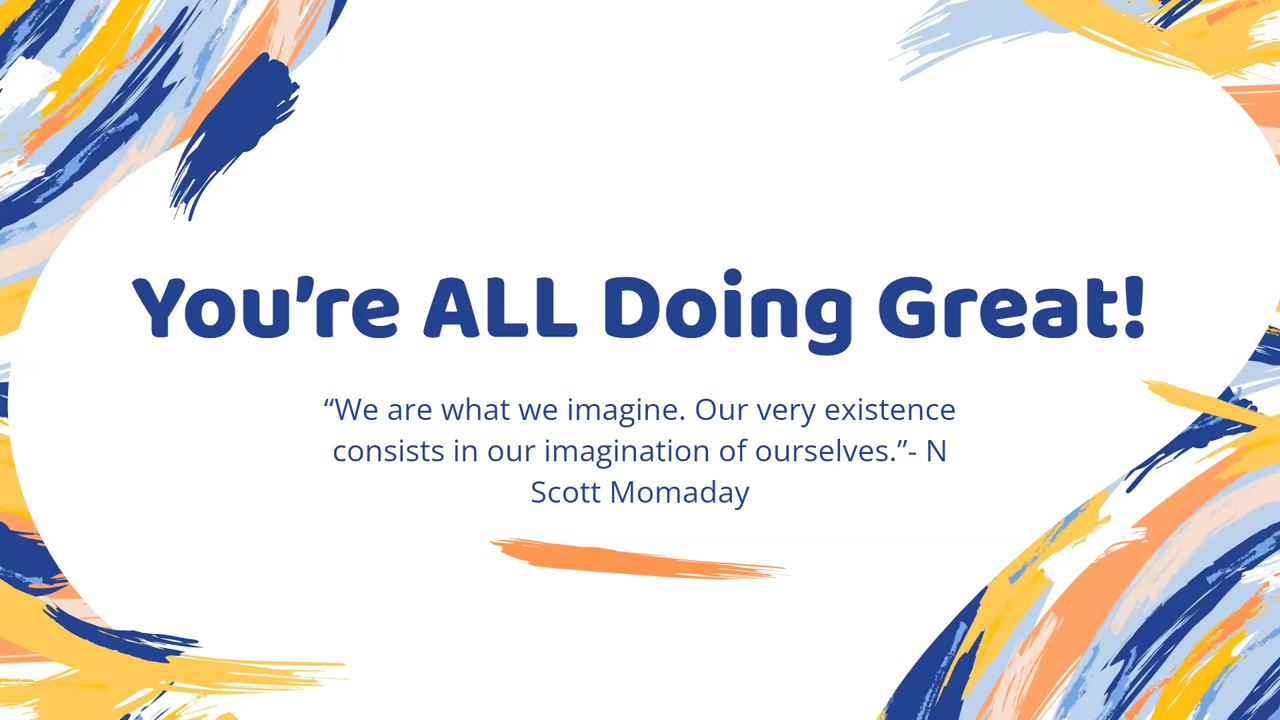 You’re ALL Doing Great!
“We are what we imagine. Our very existence
consists in our imagination of ourselves.”- N
Scott Momaday